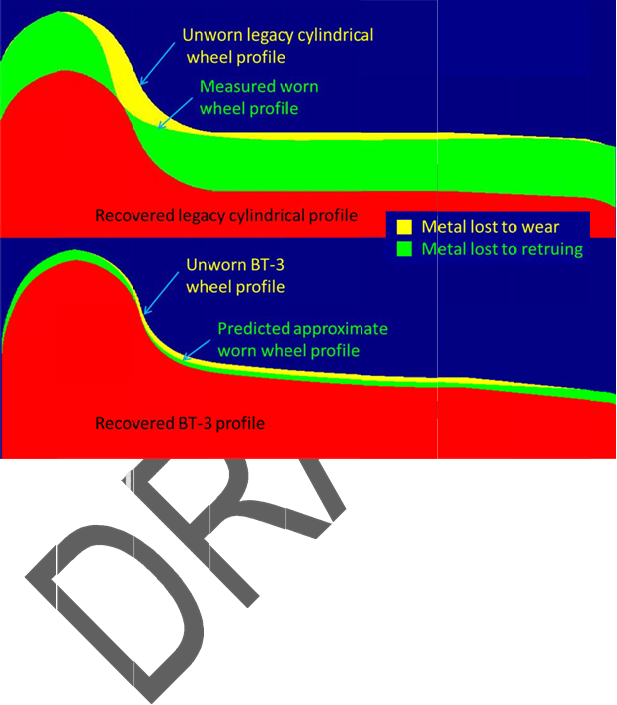 Unworn legacy cylindrical
wheel profile
Measured worn
wheel profile
Recovered legacy cylindrical profile
Metal lost to wear
Metal lost to retruing
Unworn BT-3
wheel profile
Predicted approximate
worn wheel profile
Recovered BT-3 profile